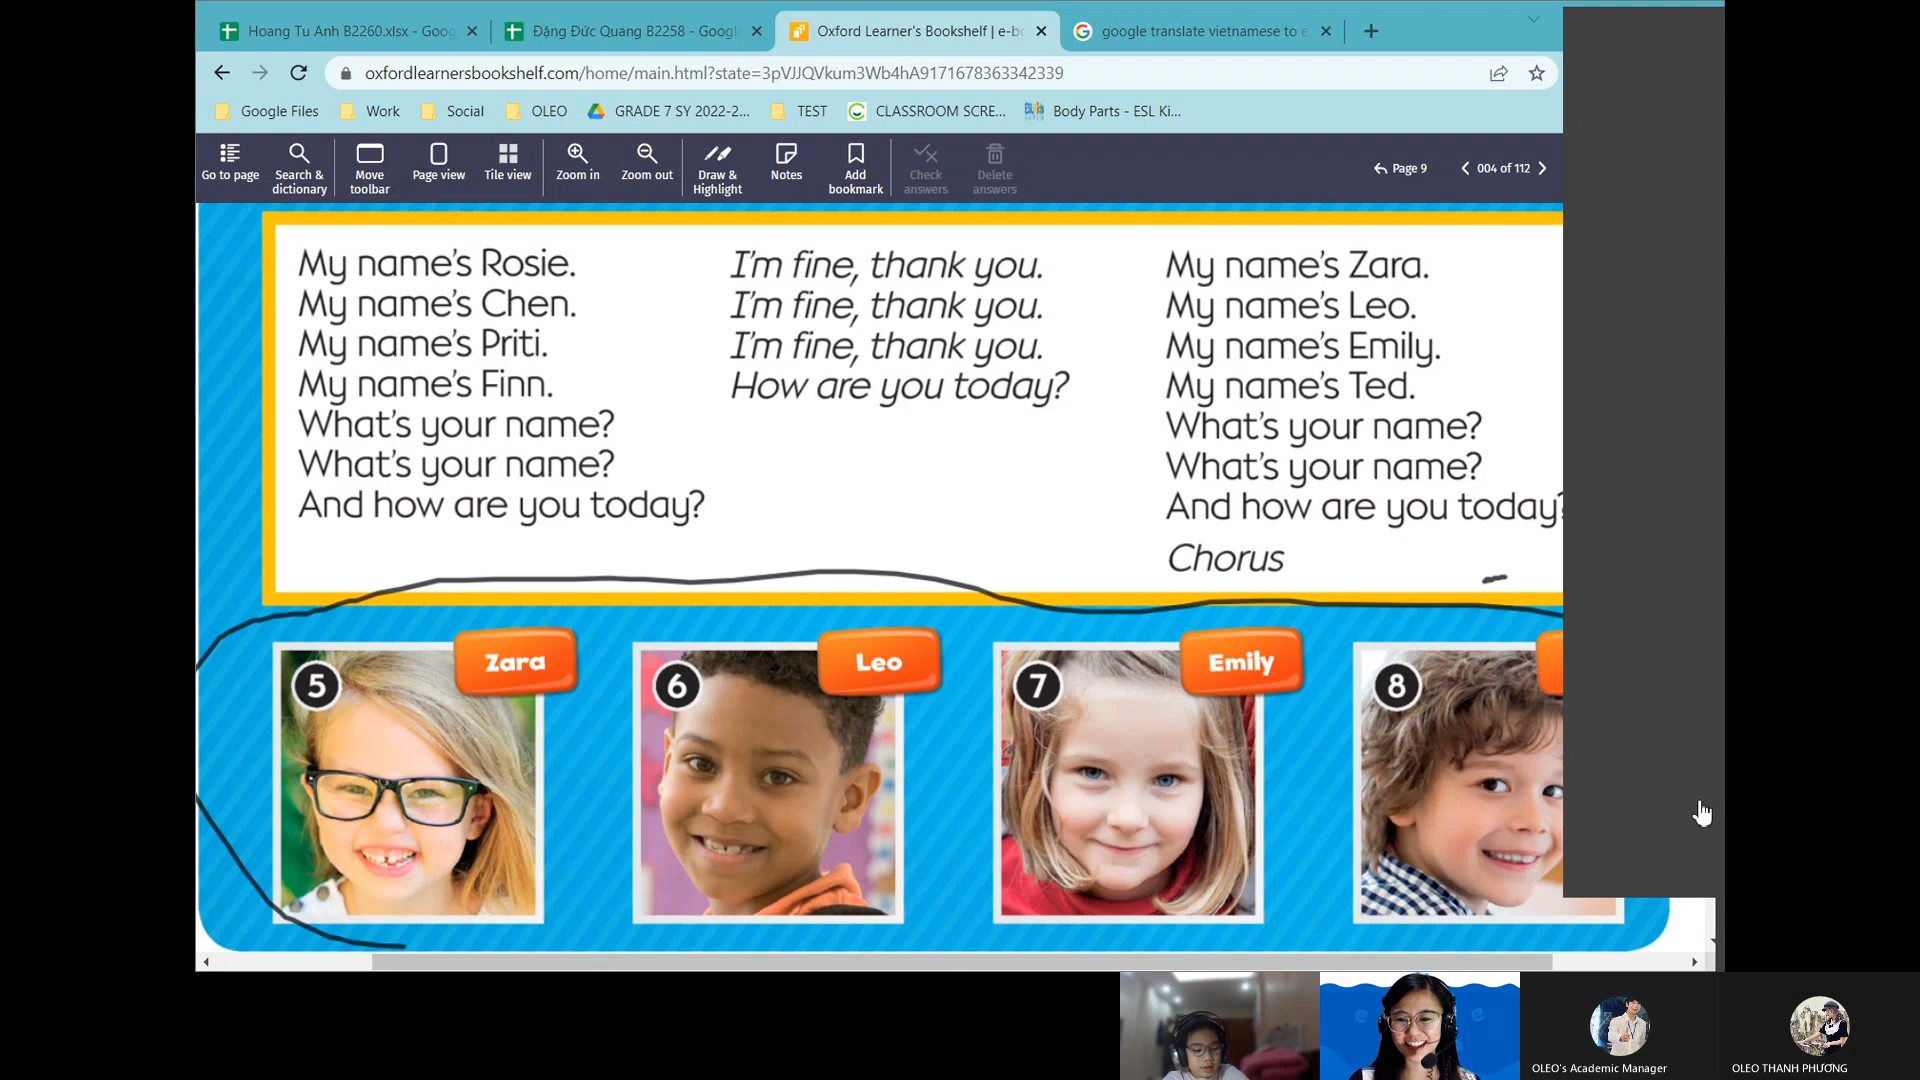 Hoang Tu Anh B2260.xlsx - Goog
Đặng Đức Quang B2258 - Googl
Oxford Learner's Bookshelf | e-bo
google translate vietnamese to e
oxfordlearnersbookshelf.com/home/main.html?state=3pVJJQVkum3Wb4hA9171678363342339
Google Files
Work
Social
OLEO
GRADE 7 SY 2022-2...
TEST
CLASSROOM SCRE...
Body Parts - ESL Ki...
Go to page
Search & dictionary
Move toolbar
Page view
Tile view
Zoom in
Zoom out
Draw & Highlight
Notes
Add bookmark
Check answers
Delete answers
Page 9
004 of 112
My name's Rosie.
My name's Chen.
My name's Priti.
My name's Finn.
What's your name?
What's your name?
And how are you today?
I'm fine, thank you.
I'm fine, thank you.
I'm fine, thank you.
How are you today?
My name's Zara.
My name's Leo.
My name's Emily.
My name's Ted.
What's your name?
What's your name?
And how are you today?
Chorus
5
Zara
6
Leo
7
Emily
8
OLEO's Academic Manager
OLEO THANH PHƯƠNG